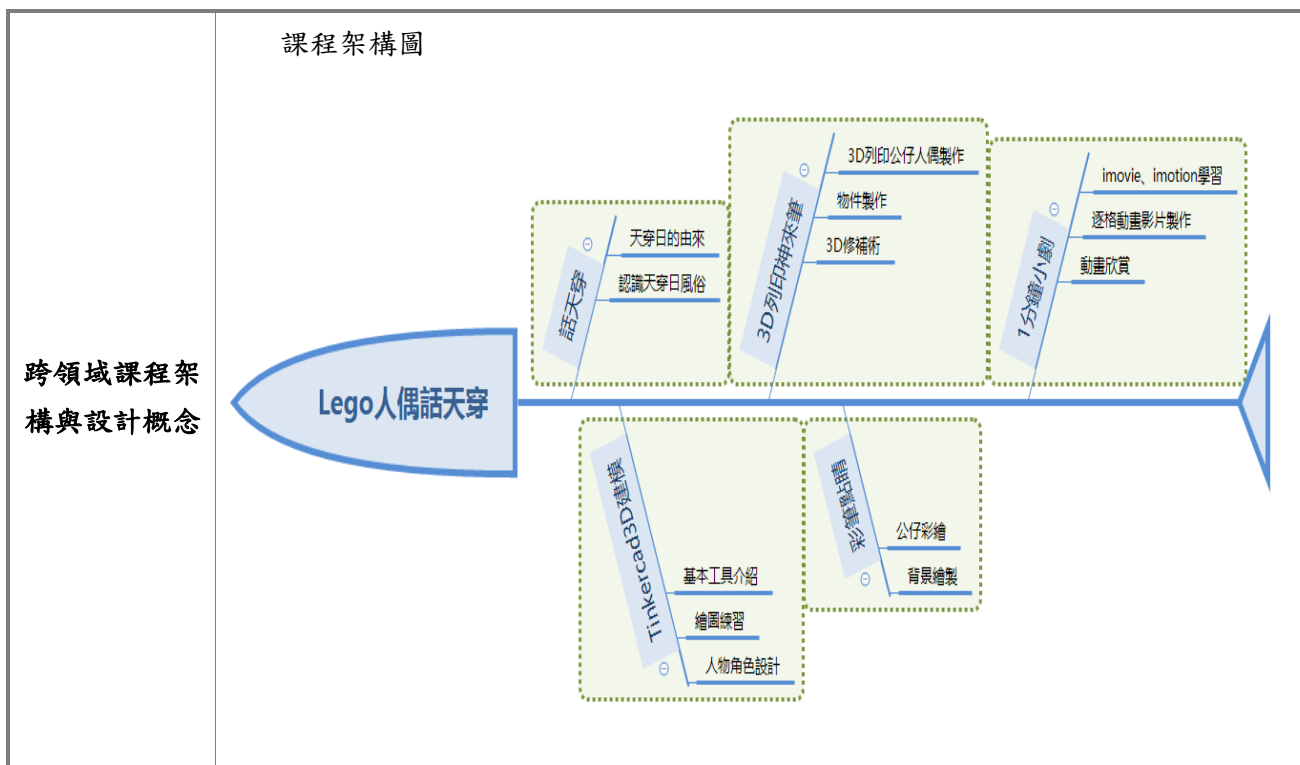 課程架構圖
跨領域課程架
構與設計概念
Lego人偶話天穿
話天穿
天穿日的由來
認識天穿日風俗
Tinkercad3D建模
基本工具介紹
繪圖練習
人物角色設計
3D列印神來筆
3D列印公仔人偶製作
物件製作
3D修補術
彩筆點睛
公仔彩繪
背景繪製
1分鐘小劇
imovie、imotion學習
逐格動畫影片製作
動畫欣賞